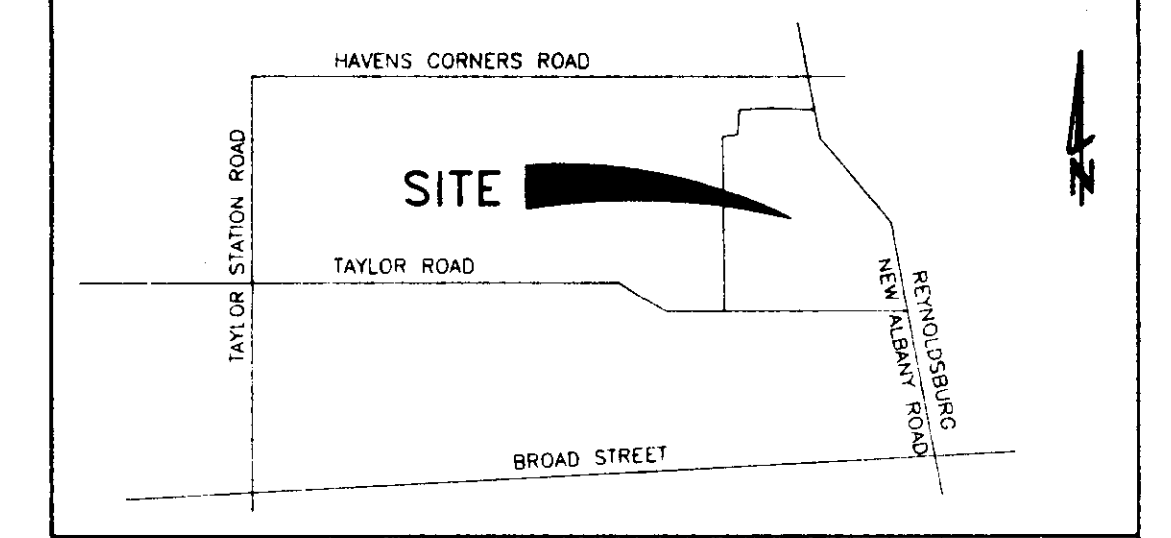 HAVENS CORNERS ROAD
TAYLOR STATION ROAD
SITE
TAYLOR ROAD
REYNOLDSBURG
NEW ALBANY ROAD
BROAD STREET
N